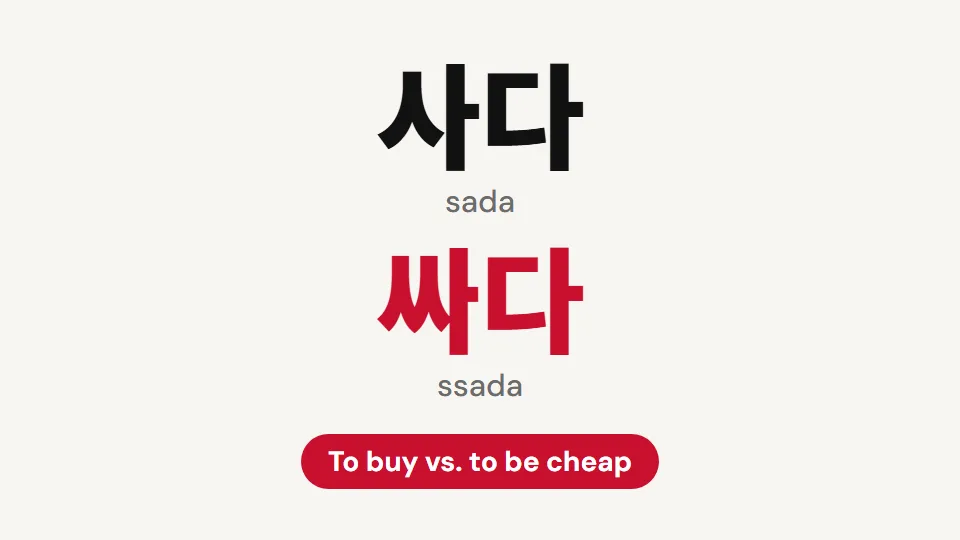 사다
sada
싸다
ssada
To buy vs. to be cheap